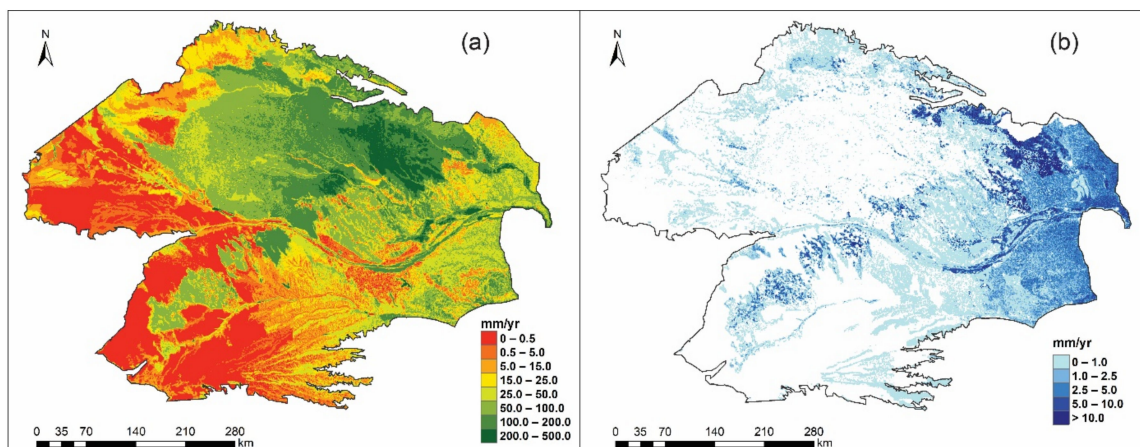 N
(a)
mm/yr
0 – 0.5
0.5 – 5.0
5.0 – 15.0
15.0 – 25.0
25.0 – 50.0
50.0 – 100.0
100.0 – 200.0
200.0 – 500.0
0 35 70 140 210 280
km
N
(b)
mm/yr
0 – 1.0
1.0 – 2.5
2.5 – 5.0
5.0 – 10.0
> 10.0
0 35 70 140 210 280
km